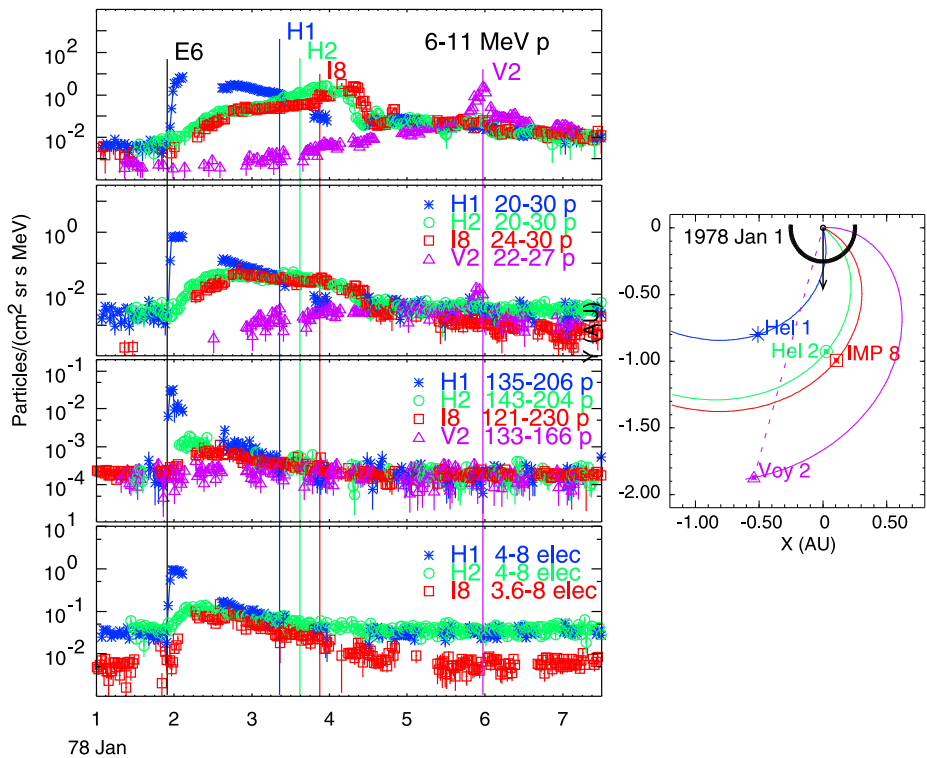 H1
6-11 MeV p
E6
H2
I8
V2
10²
10⁰
10⁻²
H1 20-30 p
H2 20-30 p
I8 24-30 p
V2 22-27 p
10⁰
10⁻²
Particles/(cm² sr s MeV)
10⁻¹
10⁻²
10⁻³
10⁻⁴
H1 135-206 p
H2 143-204 p
I8 121-230 p
V2 133-166 p
10¹
10⁰
10⁻¹
10⁻²
H1 4-8 elec
H2 4-8 elec
I8 3.6-8 elec
1 2 3 4 5 6 7
78 Jan
1978 Jan 1
0
-0.50
-1.00
-1.50
-2.00
Y (AU)
Hel 1
Hel 2
IMP 8
Voy 2
-1.00 -0.50 0 0.50
X (AU)